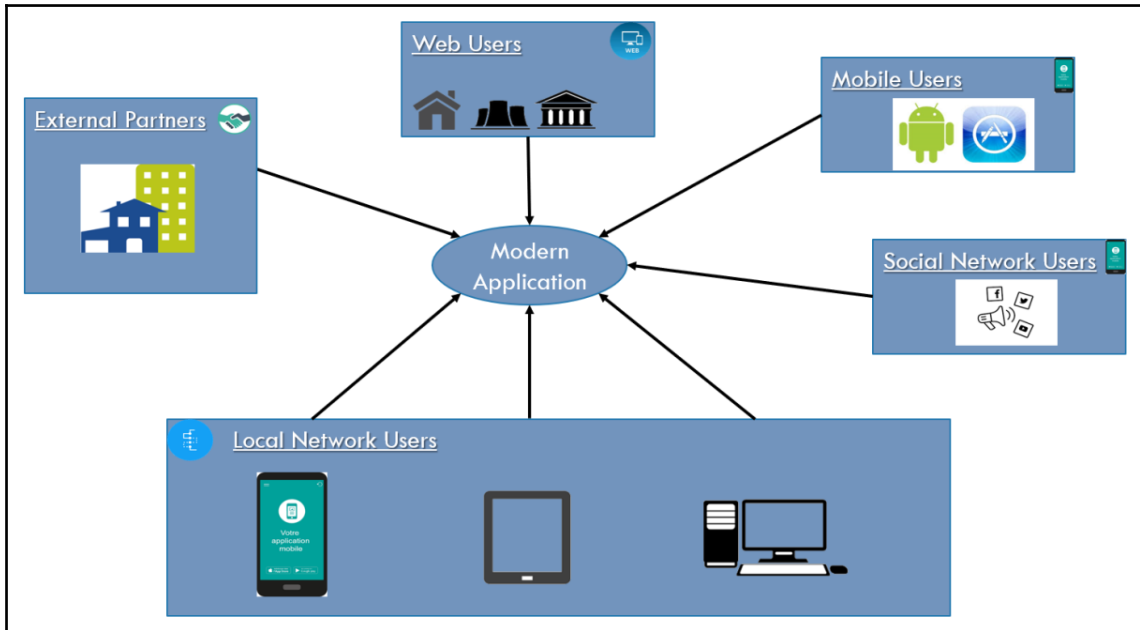 Web Users
WEB
Mobile Users
External Partners
Modern
Application
Social Network Users
Local Network Users
Votre
application
mobile